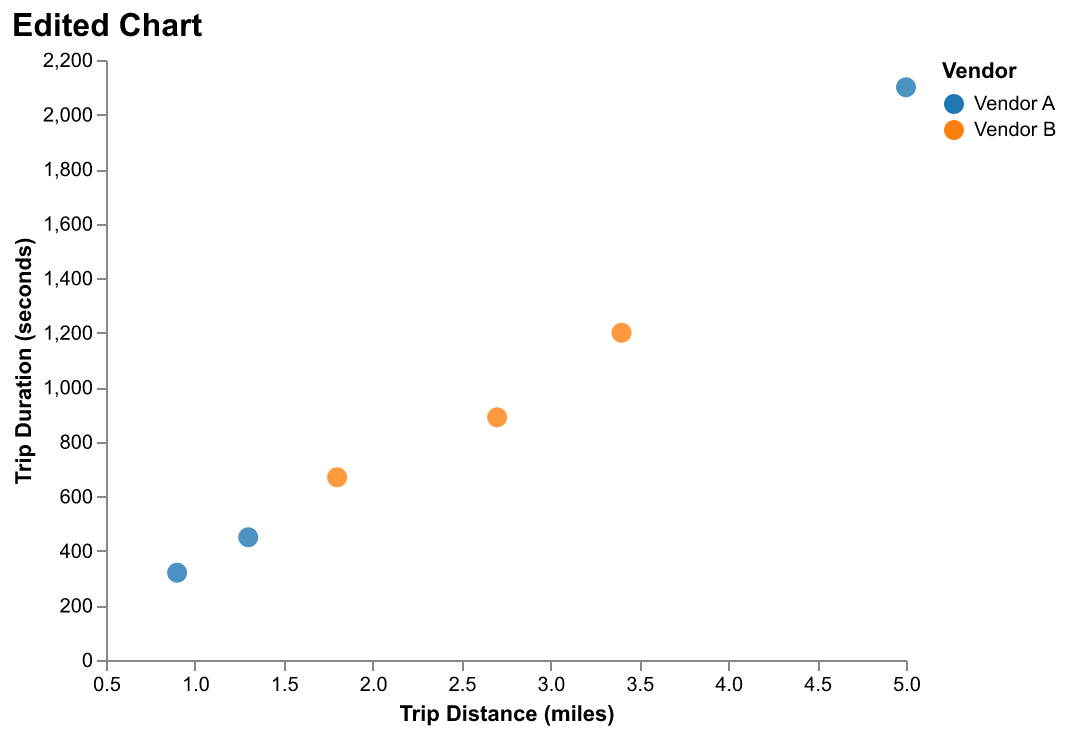 Edited Chart
2,200
2,000
1,800
1,600
1,400
1,200
1,000
800
600
400
200
0
Trip Duration (seconds)
0.5 1.0 1.5 2.0 2.5 3.0 3.5 4.0 4.5 5.0
Trip Distance (miles)
Vendor
Vendor A
Vendor B